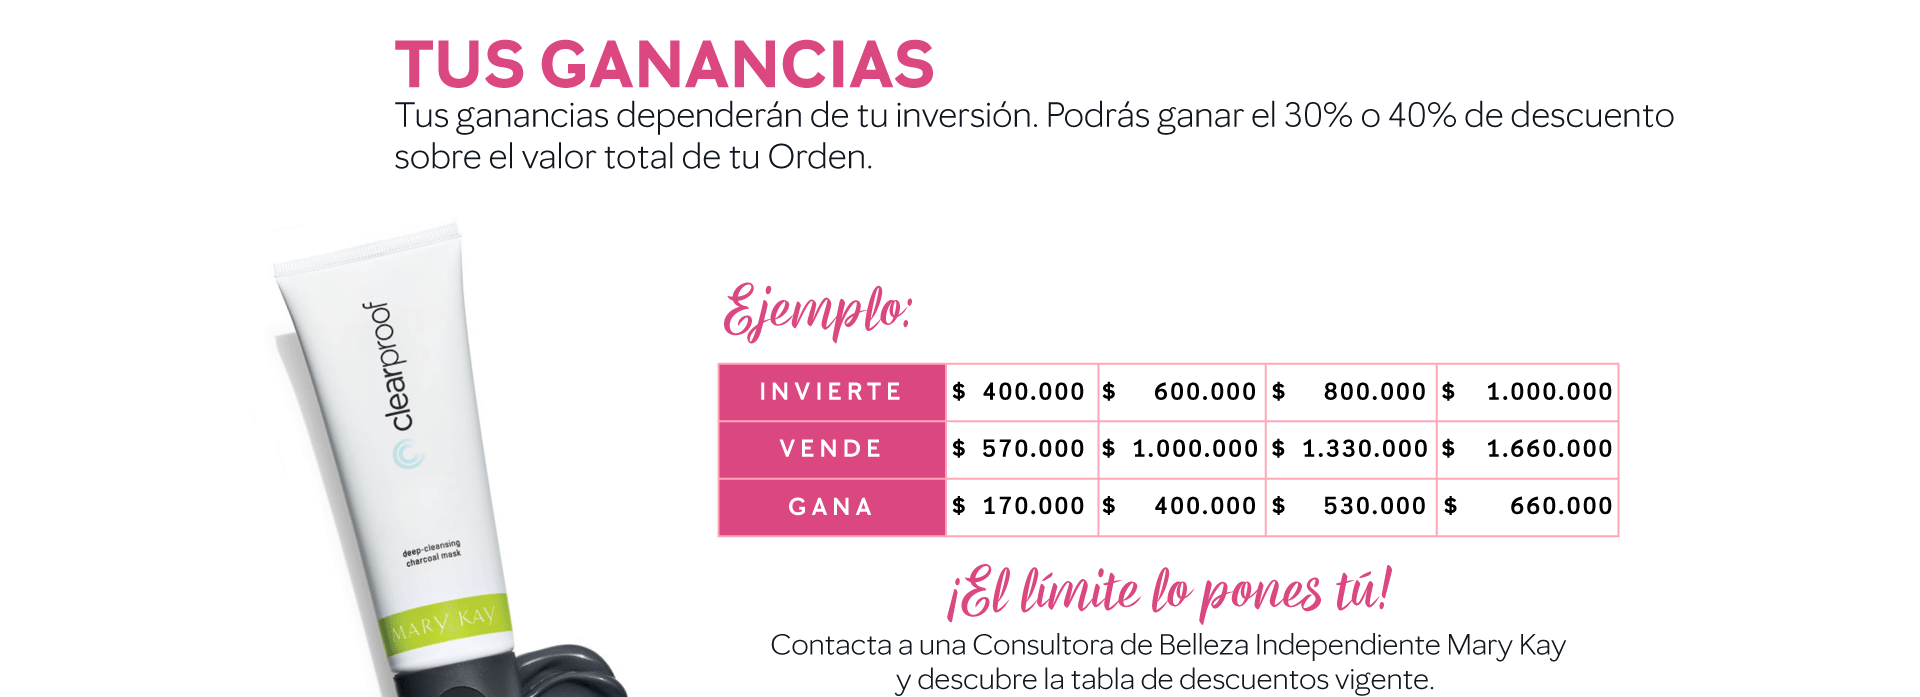 TUS GANANCIAS
Tus ganancias dependerán de tu inversión. Podrás ganar el 30% o 40% de descuento
sobre el valor total de tu Orden.
clearproof
deep-cleansing
charcoal mask
MARY KAY
Ejemplo:
INVIERTE $ 400.000 $ 600.000 $ 800.000 $ 1.000.000
VENDE $ 570.000 $ 1.000.000 $ 1.330.000 $ 1.660.000
GANA $ 170.000 $ 400.000 $ 530.000 $ 660.000
¡El límite lo pones tú!
Contacta a una Consultora de Belleza Independiente Mary Kay
y descubre la tabla de descuentos vigente.